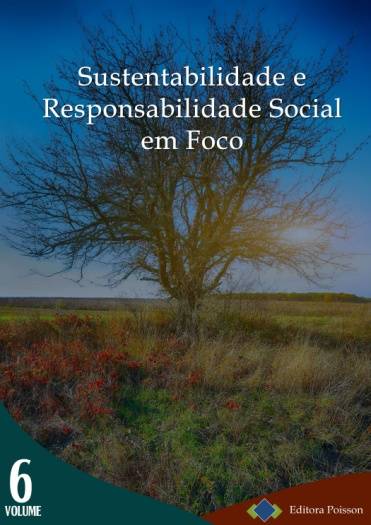 Sustentabilidade e
Responsabilidade Social
em Foco
6
VOLUME
Editora Poisson